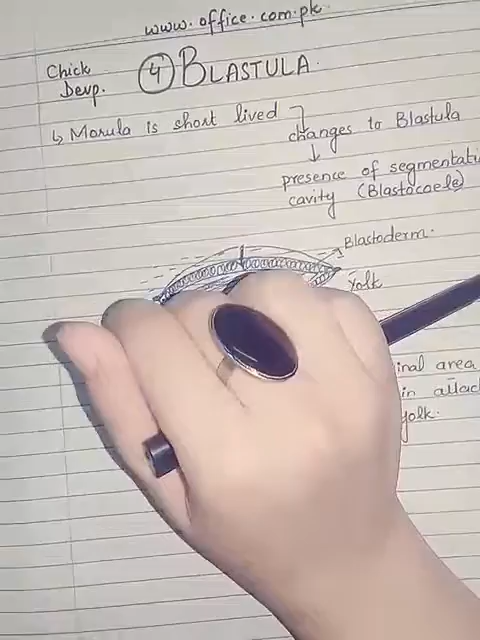 www.office.com.pk
Chick
Devp.
④ BLASTULA.
↳ Morula is short lived
changes to Blastula
↓
presence of segmentati
cavity (Blastocoele)
Blastoderm.
Yolk
inal area
in attac
yolk.